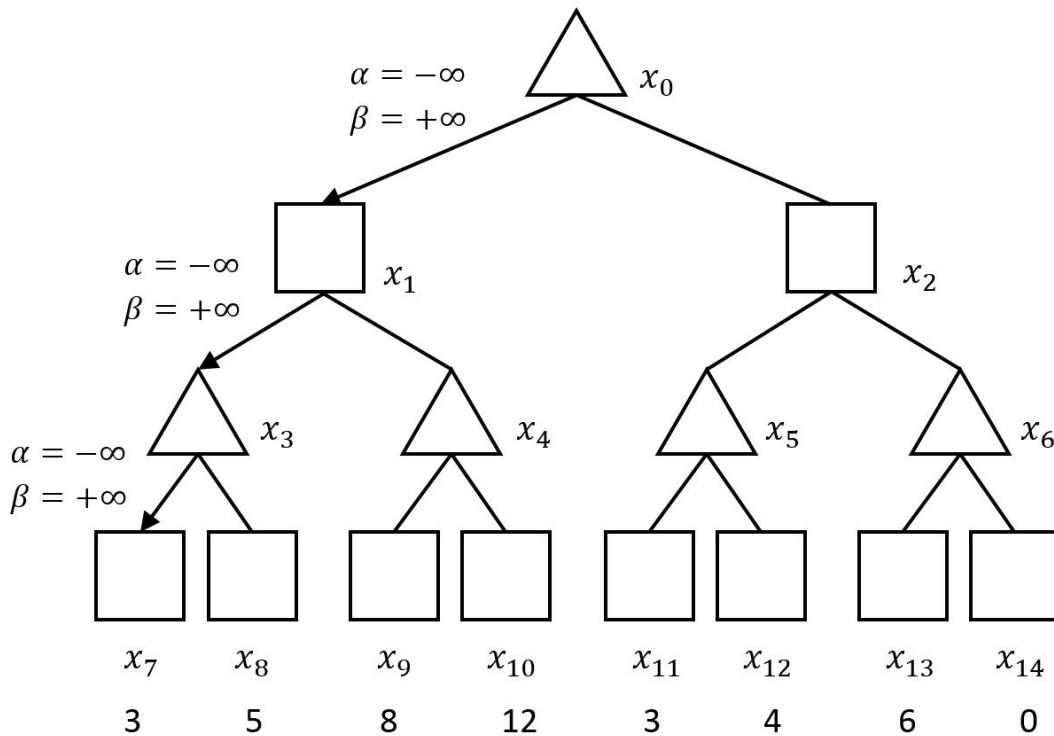 α = −∞
β = +∞
x₀
α = −∞
β = +∞
x₁
x₂
α = −∞
β = +∞
x₃
x₄
x₅
x₆
x₇ x₈ x₉ x₁₀ x₁₁ x₁₂ x₁₃ x₁₄
3 5 8 12 3 4 6 0